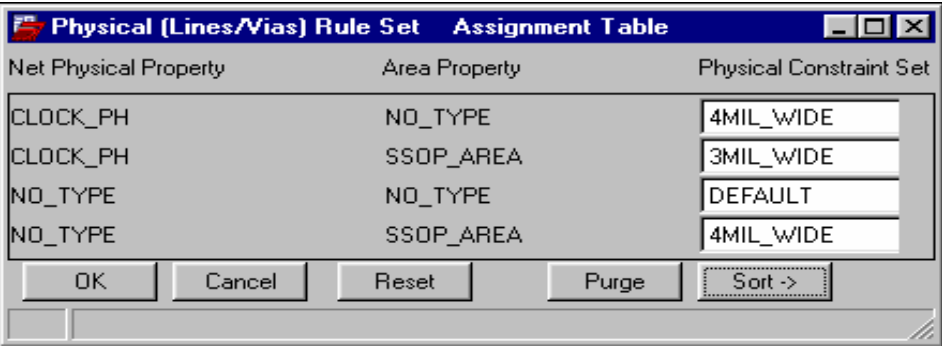 Physical (Lines/Vias) Rule Set Assignment Table
Net Physical Property Area Property Physical Constraint Set
CLOCK_PH NO_TYPE 4MIL_WIDE
CLOCK_PH SSOP_AREA 3MIL_WIDE
NO_TYPE NO_TYPE DEFAULT
NO_TYPE SSOP_AREA 4MIL_WIDE
OK Cancel Reset Purge Sort ->